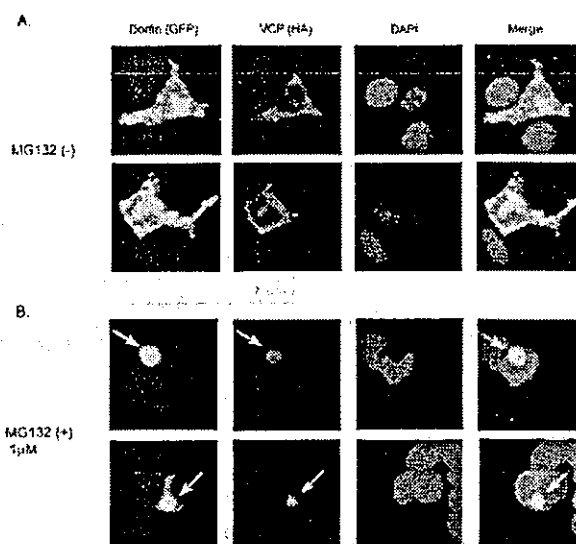 A.
Dorfin (GFP) VCP (HA) DAPI Merge
MG132 (-)
B.
MG132 (+)
1μM